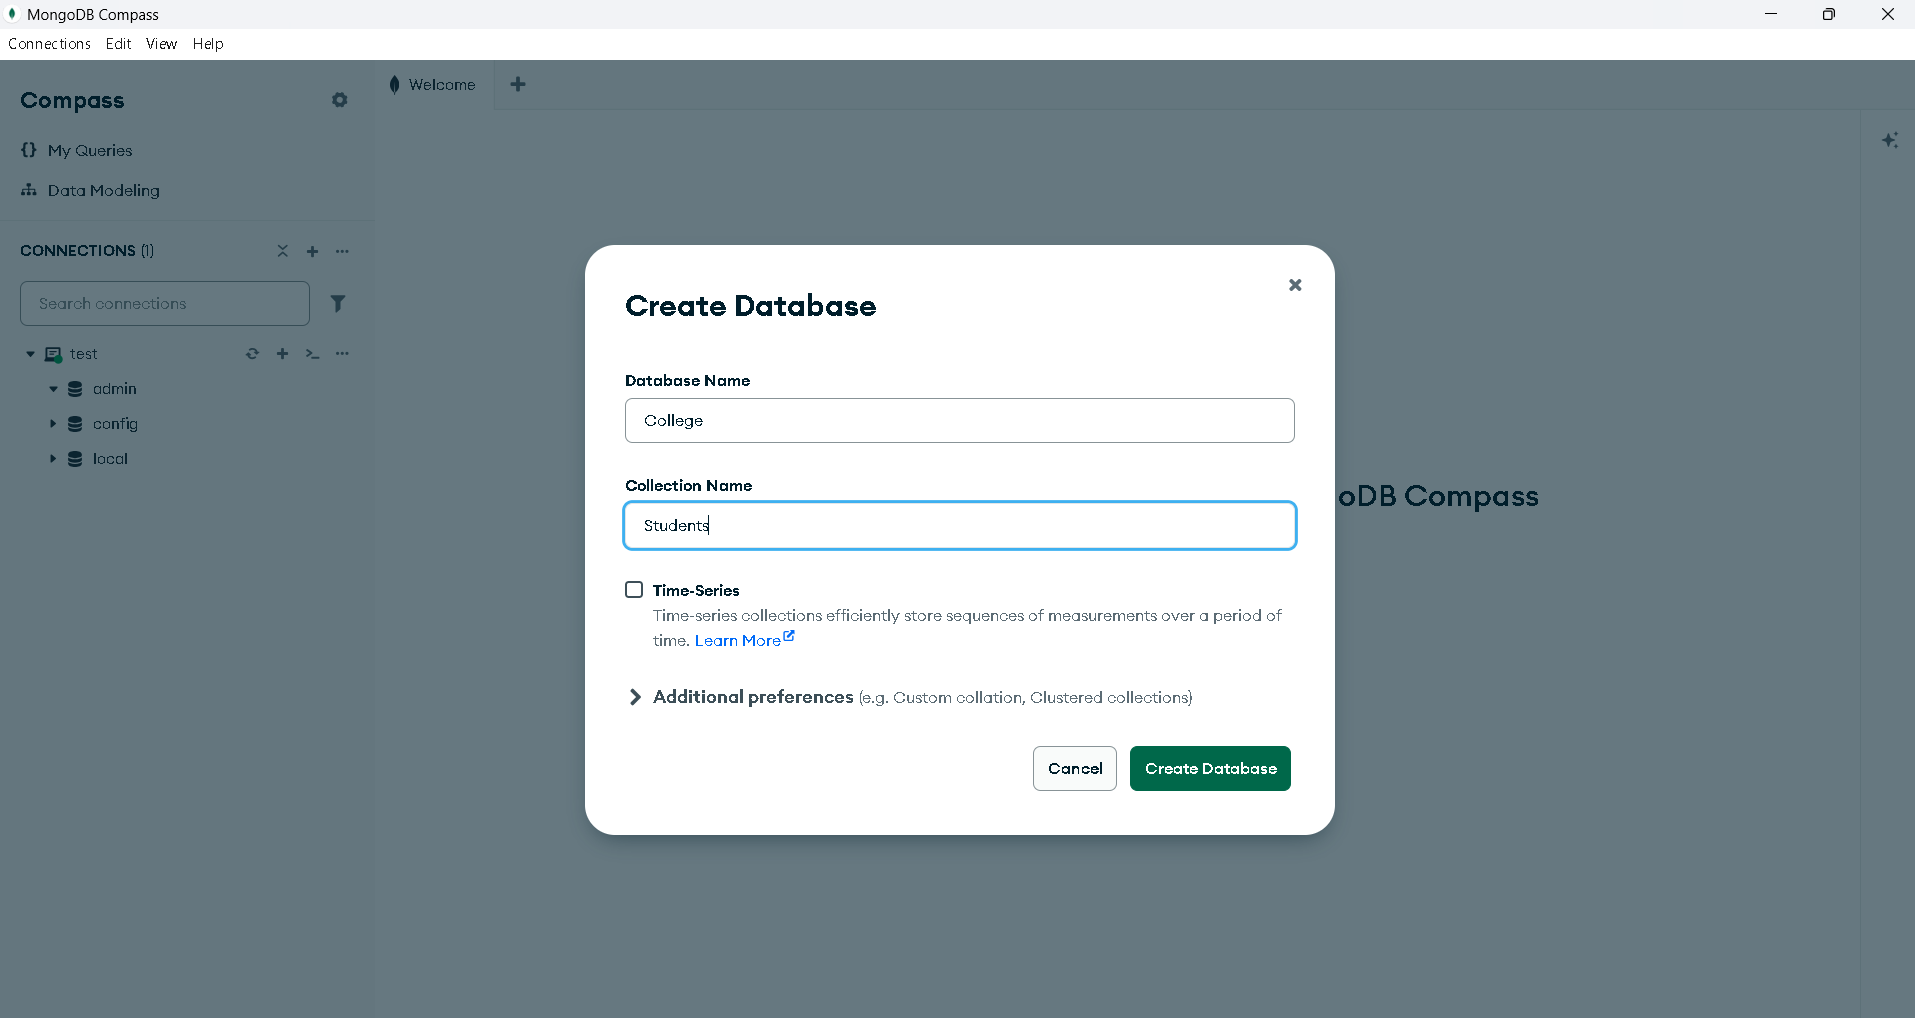 MongoDB Compass
Connections Edit View Help
Compass
My Queries
Data Modeling
CONNECTIONS (1)
Search connections
test
admin
config
local
Welcome
oDB Compass
Create Database
Database Name
College
Collection Name
Students
Time-Series
Time-series collections efficiently store sequences of measurements over a period of
time. Learn More
Additional preferences (e.g. Custom collation, Clustered collections)
Cancel
Create Database